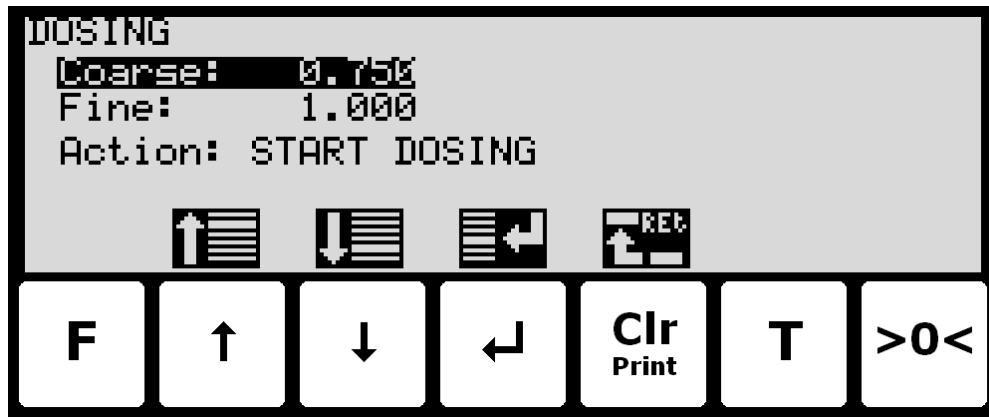 DOSING
Coarse: 0.750
Fine: 1.000
Action: START DOSING
RET
F ↑ ↓ ↵ Clr T >0<
Print